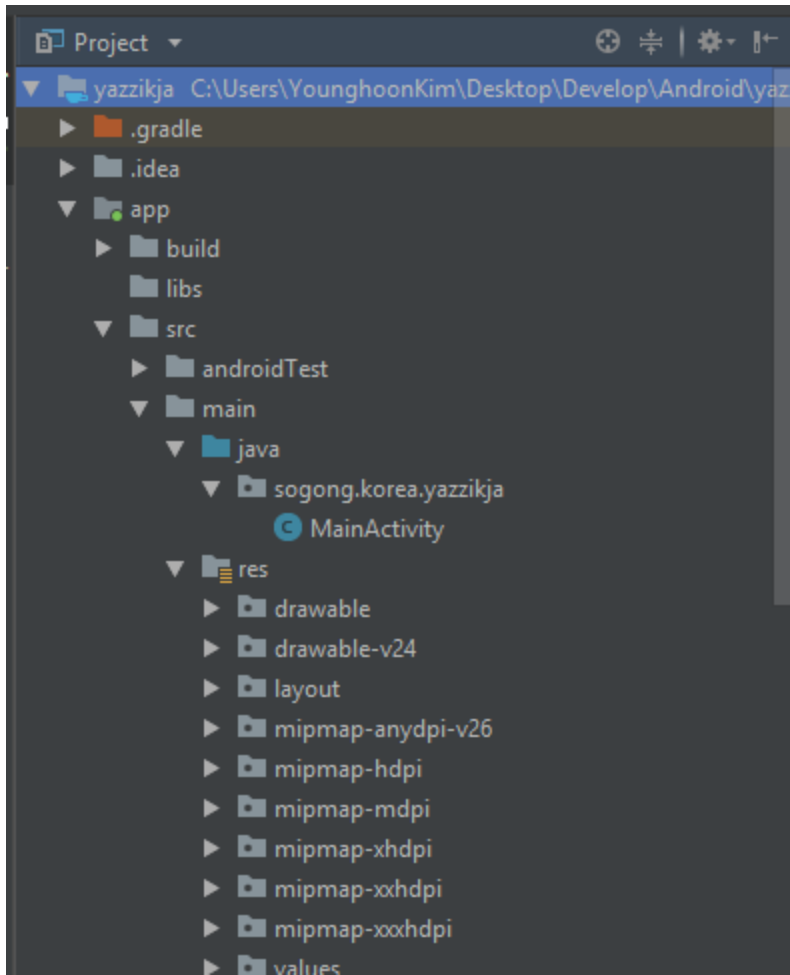 Project
yazzikja C:\Users\YounghoonKim\Desktop\Develop\Android\yaz
.gradle
.idea
app
build
libs
src
androidTest
main
java
sogong.korea.yazzikja
C MainActivity
res
drawable
drawable-v24
layout
mipmap-anydpi-v26
mipmap-hdpi
mipmap-mdpi
mipmap-xhdpi
mipmap-xxhdpi
mipmap-xxxhdpi
values